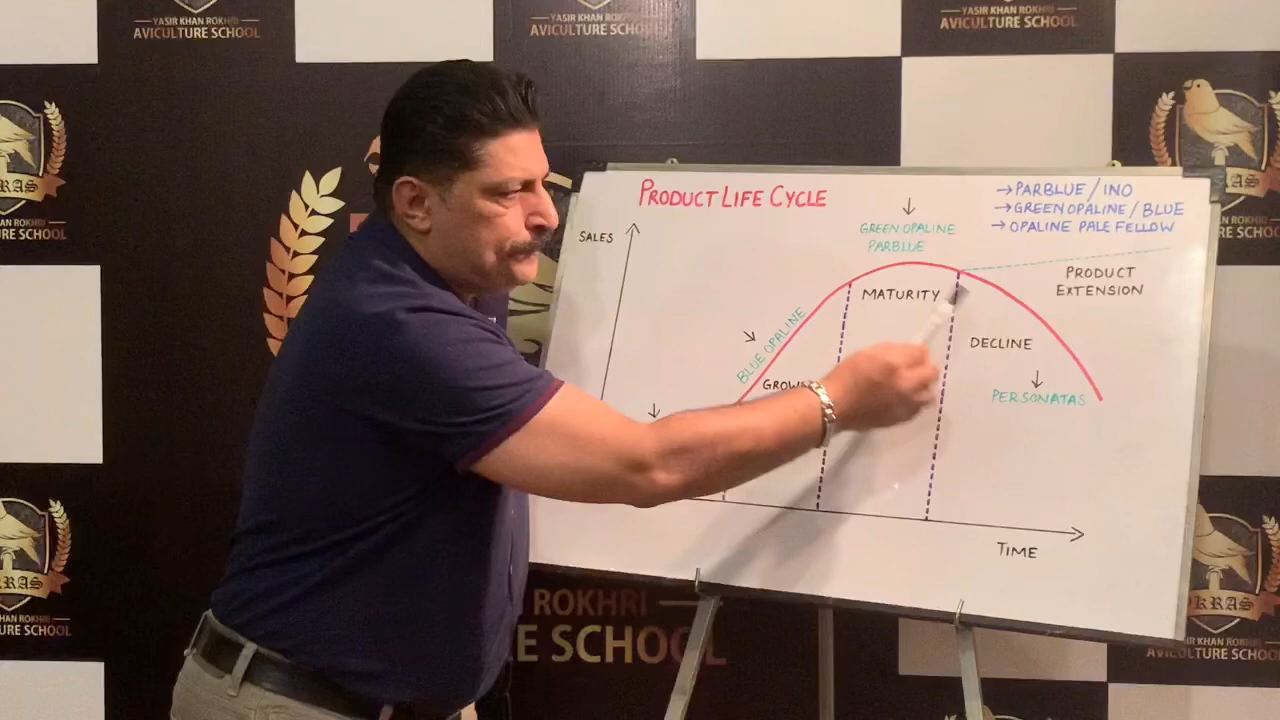 YASIR KHAN ROKHRI
AVICULTURE SCHOOL
YASIR KHAN ROKHRI
AVICULTURE SCHOOL
YASIR KHAN ROKHRI
AVICULTURE SCHOOL
PRODUCT LIFE CYCLE
→ PARBLUE / INO
→ GREEN OPALINE / BLUE
→ OPALINE PALE FELLOW
SALES
GREEN OPALINE
PARBLUE
PRODUCT
EXTENSION
MATURITY
BLUE OPALINE
DECLINE
PERSONATAS
TIME
ROKHRI
SCHOOL
KRAS
AVICULTURE SCHOOL